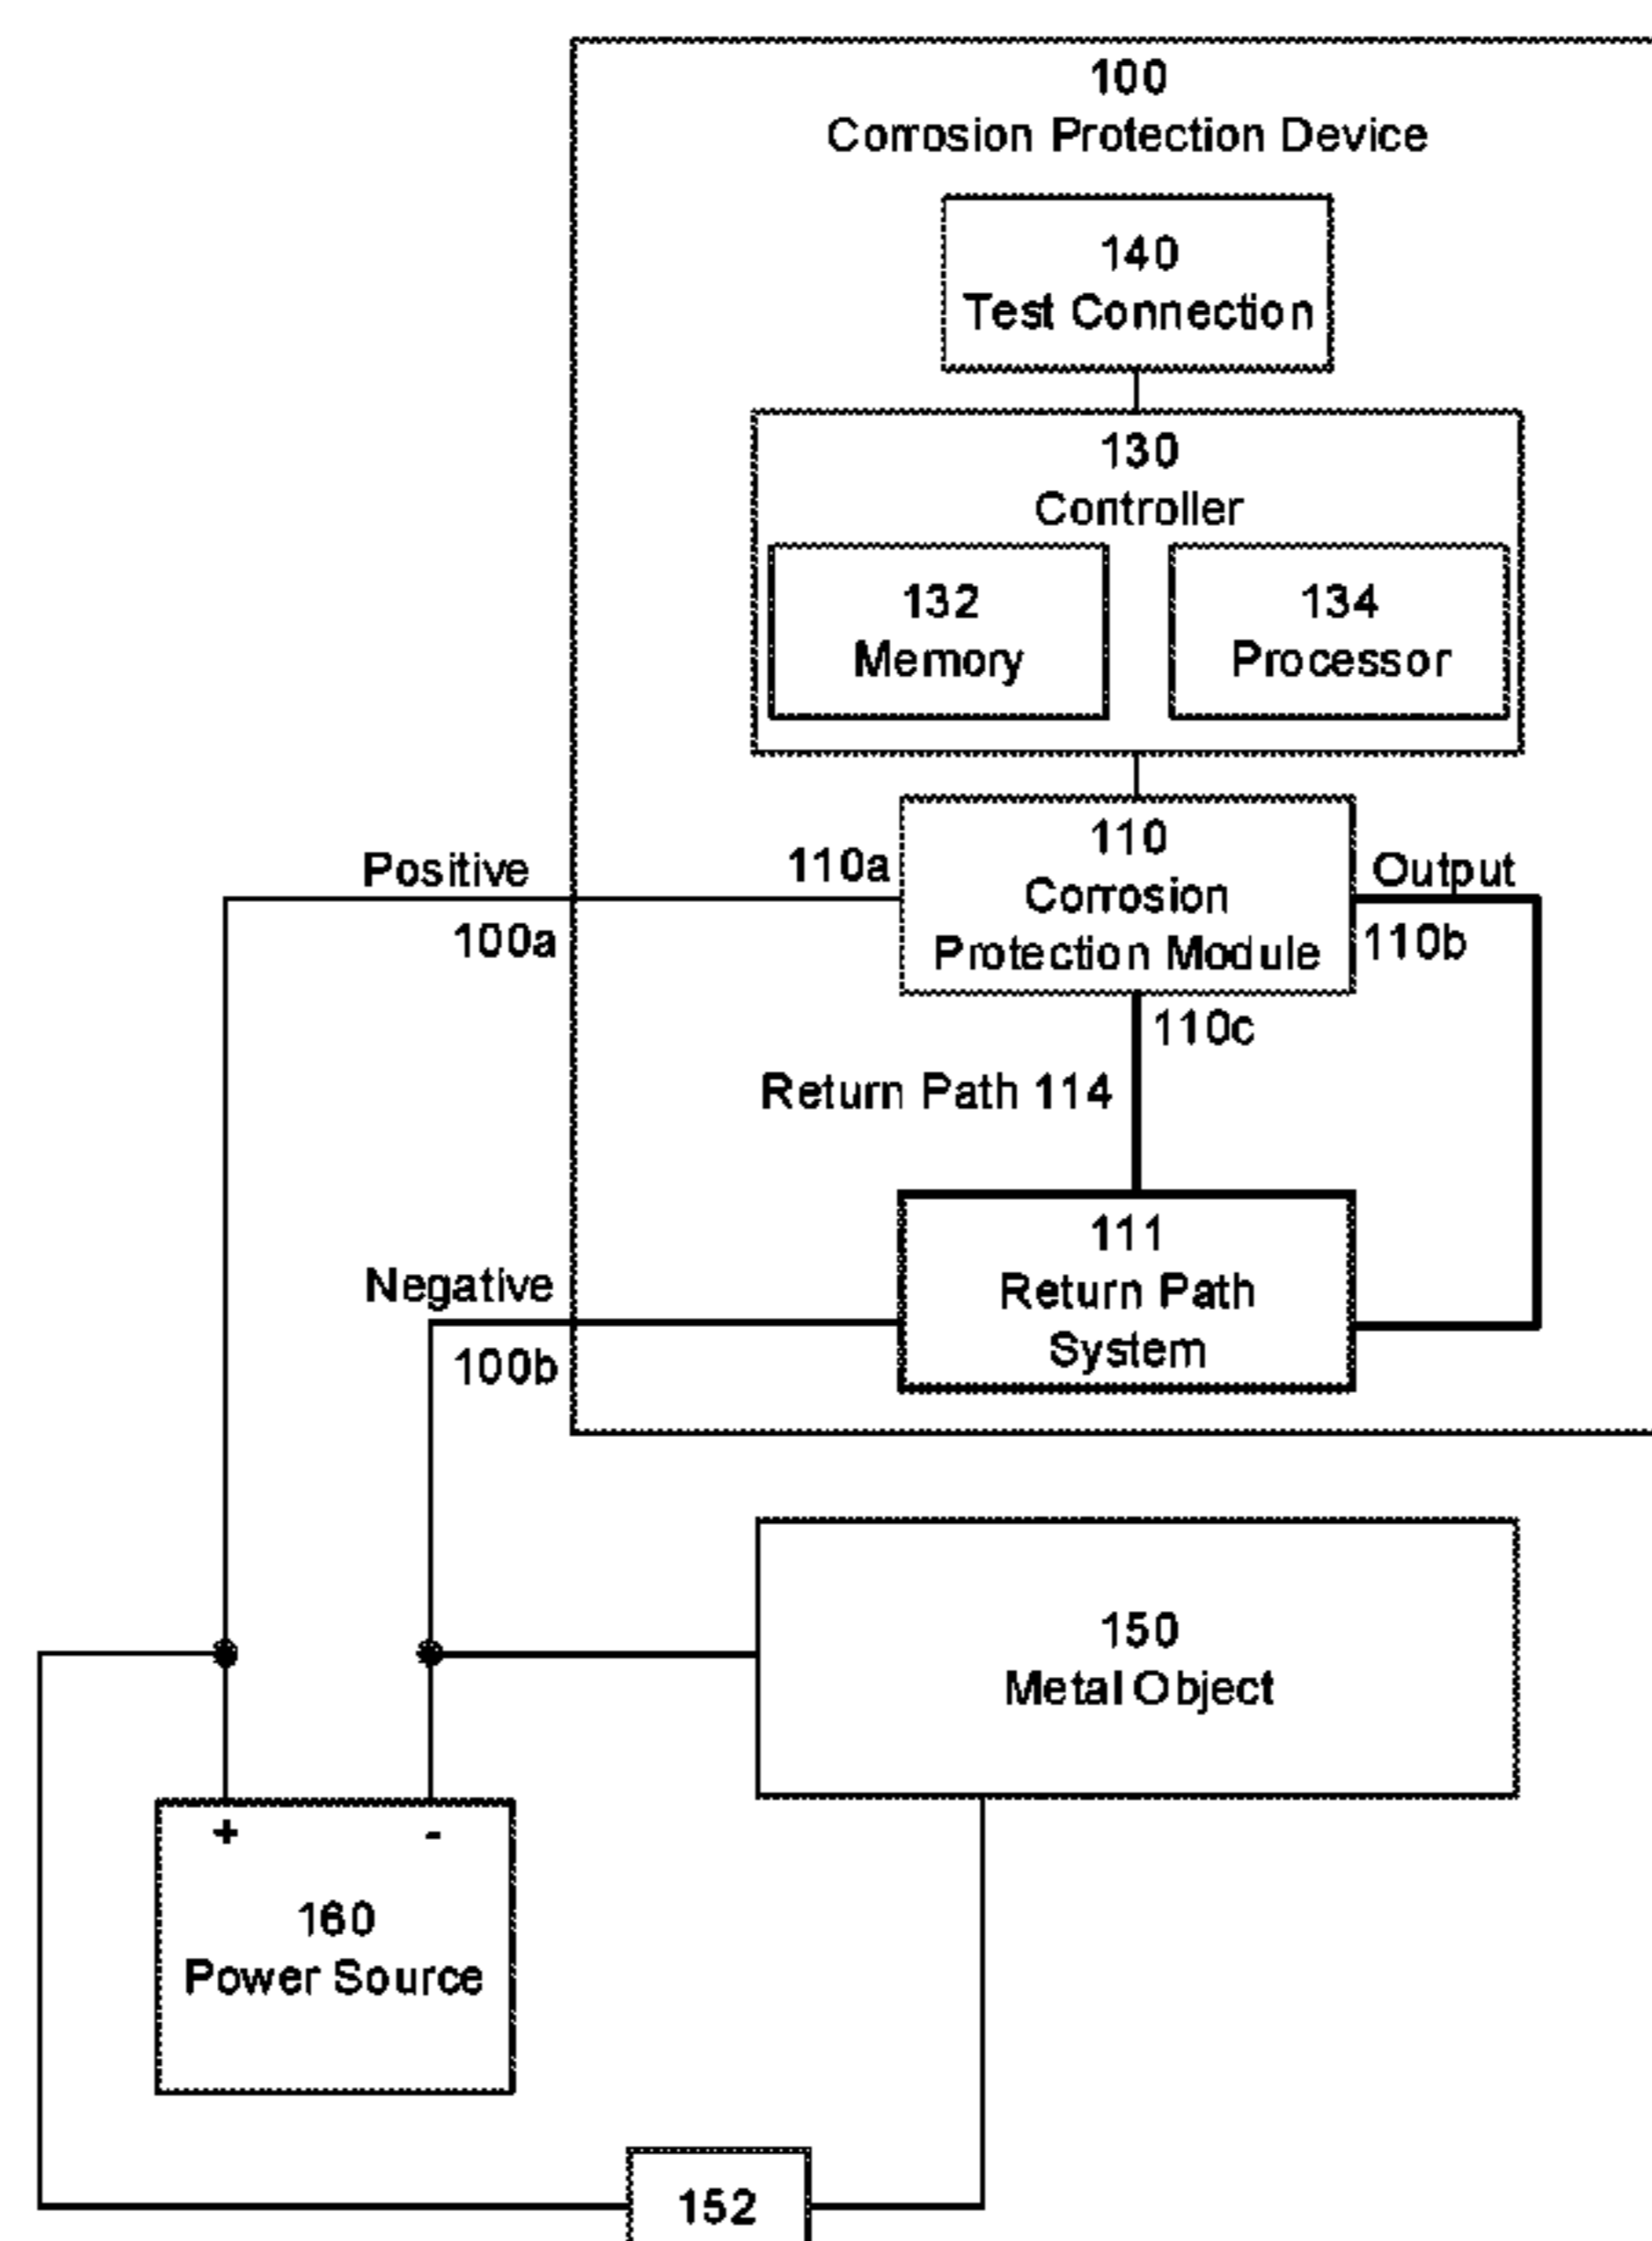 100
Corrosion Protection Device
140
Test Connection
130
Controller
132
Memory
134
Processor
110
Corrosion
Protection Module
Positive
110a
100a
Output
110b
110c
Return Path 114
111
Return Path
System
Negative
100b
150
Metal Object
+ -
160
Power Source
152